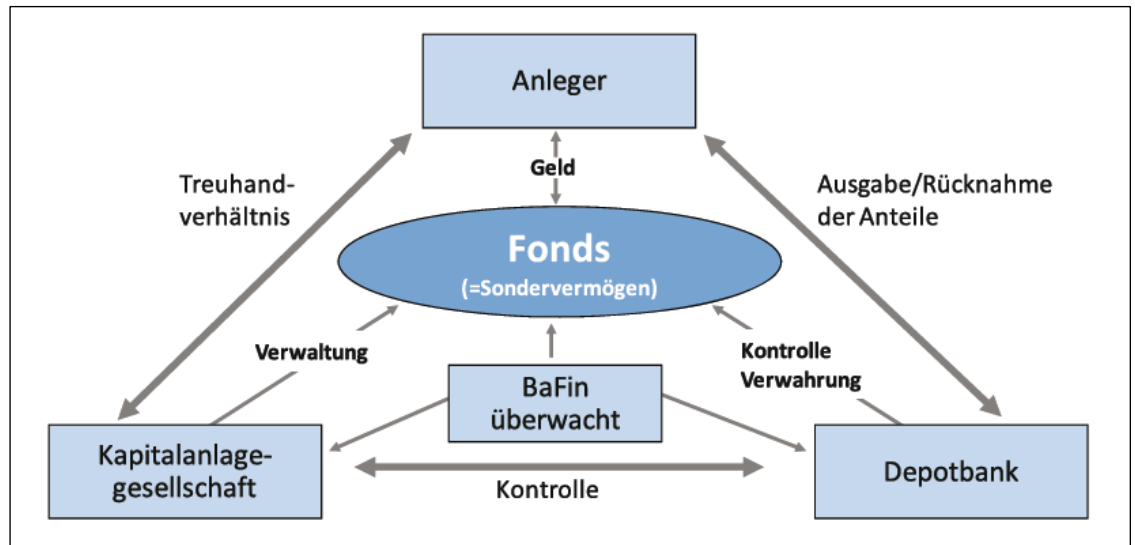 Anleger
Geld
Treuhand-
verhältnis
Ausgabe/Rücknahme
der Anteile
Fonds
(=Sondervermögen)
Verwaltung
Kontrolle
Verwahrung
BaFin
überwacht
Kapitalanlage-
gesellschaft
Kontrolle
Depotbank